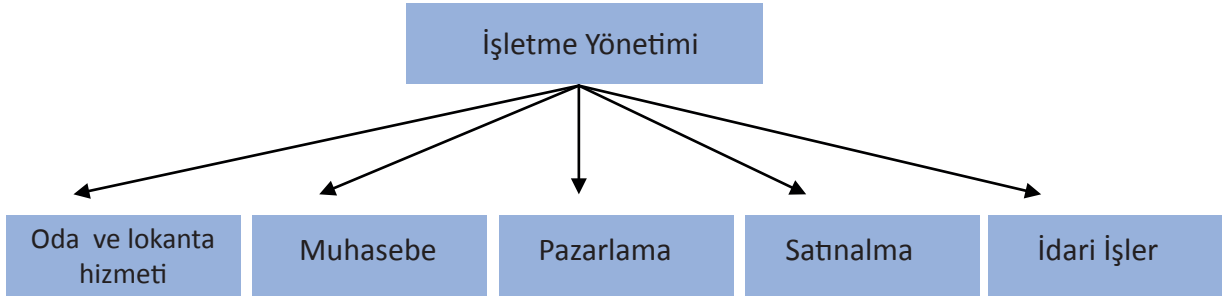 İşletme Yönetimi
Oda ve lokanta
hizmeti
Muhasebe
Pazarlama
Satınalma
İdari İşler